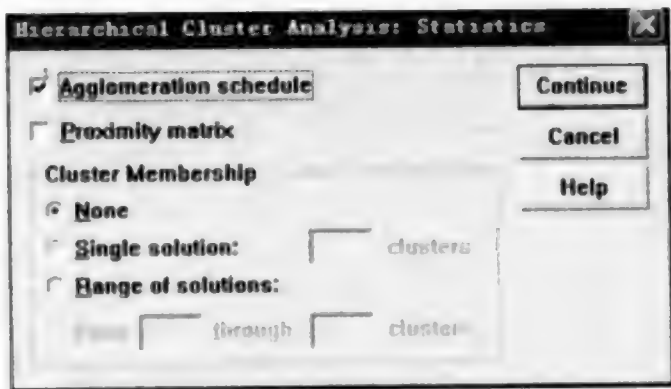 Hierarchical Cluster Analysis: Statistics
Agglomeration schedule
Continue
Proximity matrix
Cancel
Cluster Membership
Help
None
Single solution: clusters
Range of solutions:
through cluster